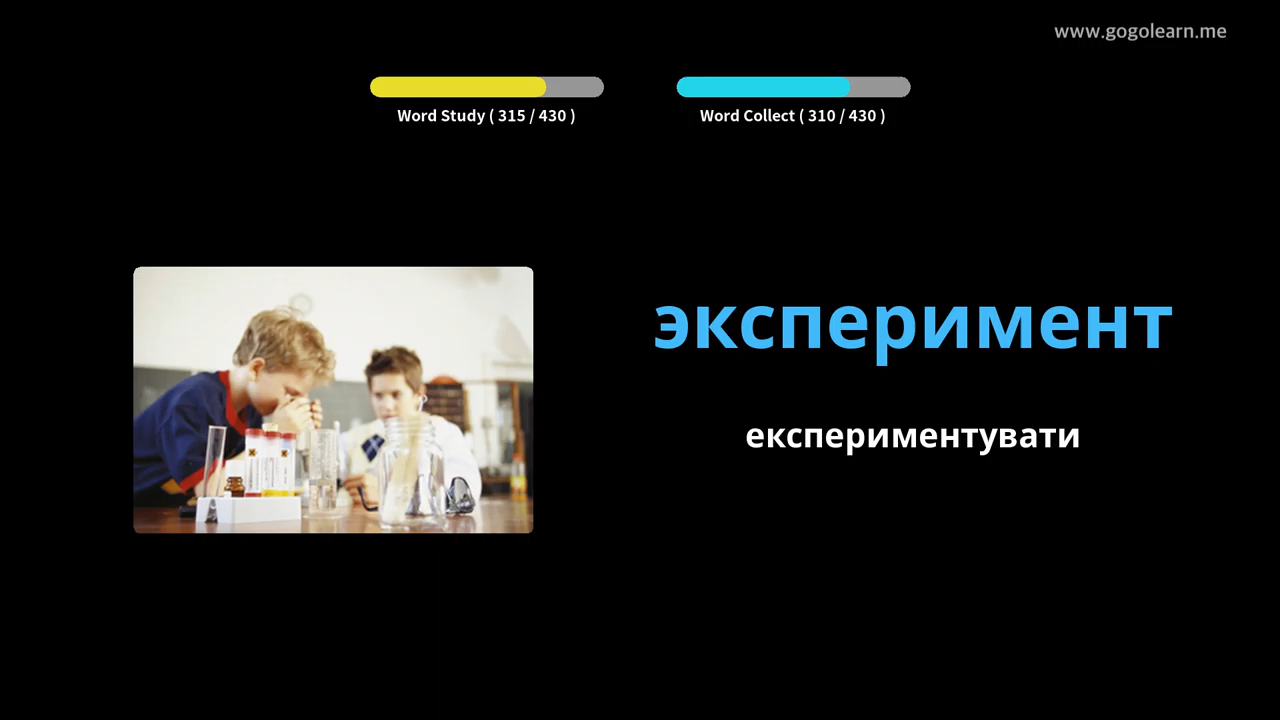 www.gogolearn.me
Word Study ( 315 / 430 )
Word Collect ( 310 / 430 )
эксперимент
експериментувати